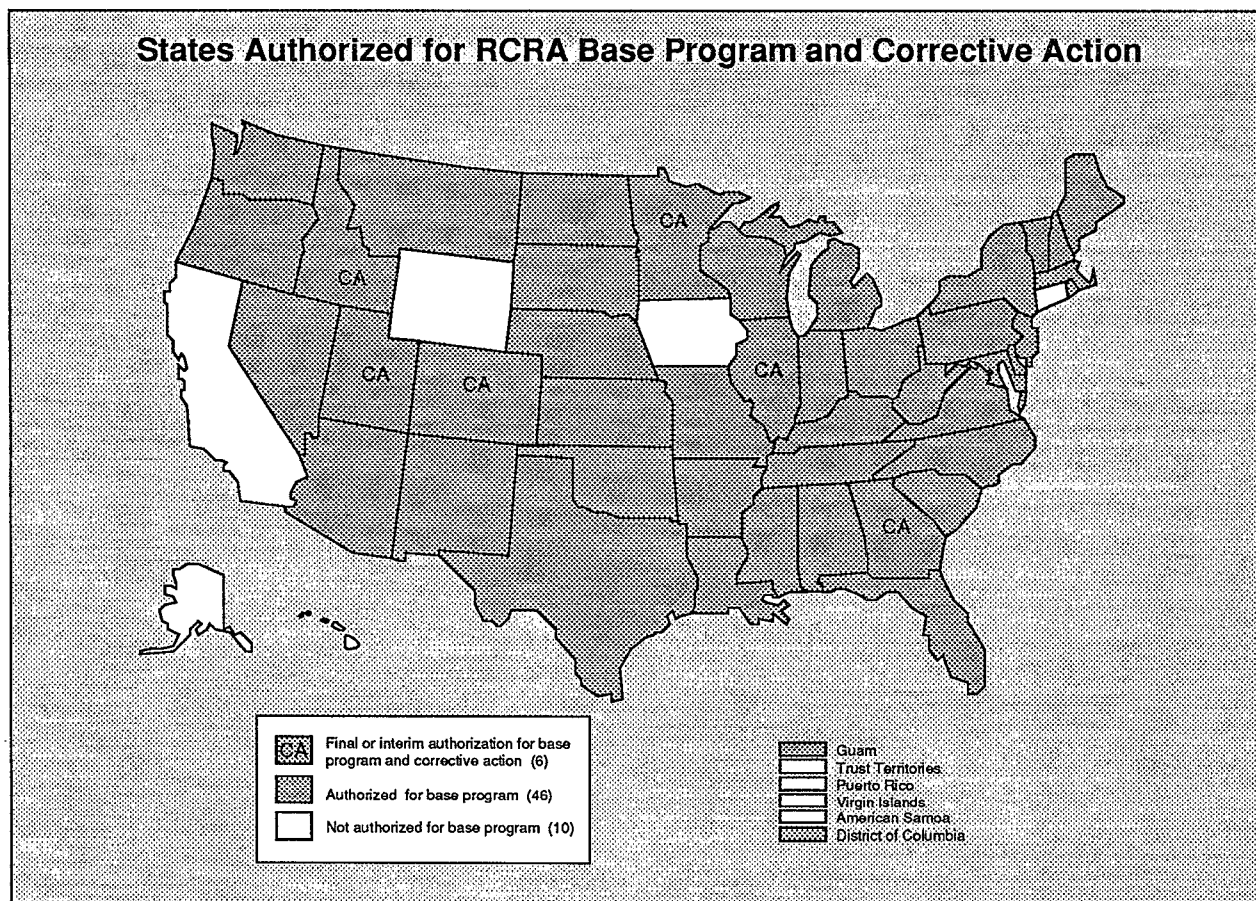 States Authorized for RCRA Base Program and Corrective Action
CA
CA
CA
CA
CA
CA
CA
Final or interim authorization for base
program and corrective action (6)
Authorized for base program (46)
Not authorized for base program (10)
Guam
Trust Territories
Puerto Rico
Virgin Islands
American Samoa
District of Columbia